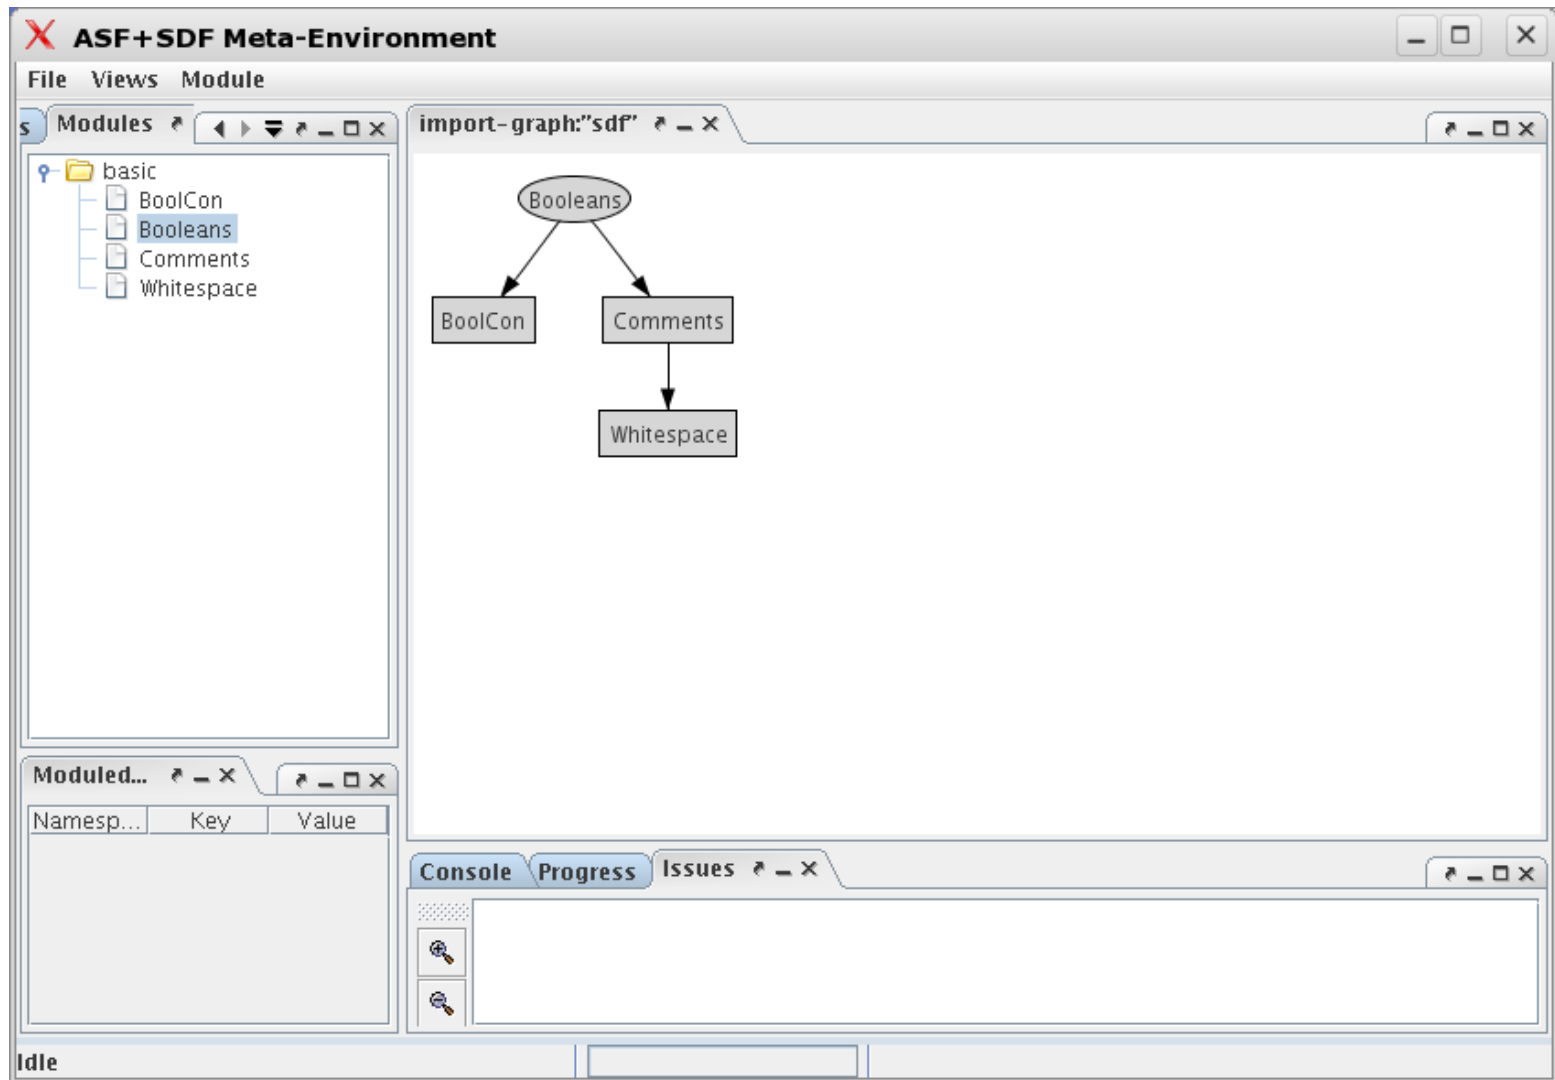 ASF+SDF Meta-Environment
File Views Module
s Modules
basic
BoolCon
Booleans
Comments
Whitespace
Moduled...
Namesp... Key Value
import-graph:"sdf"
Booleans
BoolCon Comments
Whitespace
Console Progress Issues
Idle